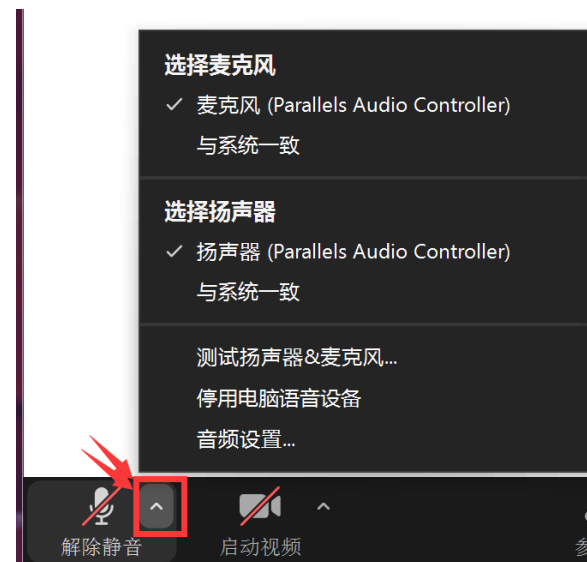 选择麦克风
麦克风 (Parallels Audio Controller)
与系统一致
选择扬声器
扬声器 (Parallels Audio Controller)
与系统一致
测试扬声器&麦克风...
停用电脑语音设备
音频设置...
解除静音
启动视频